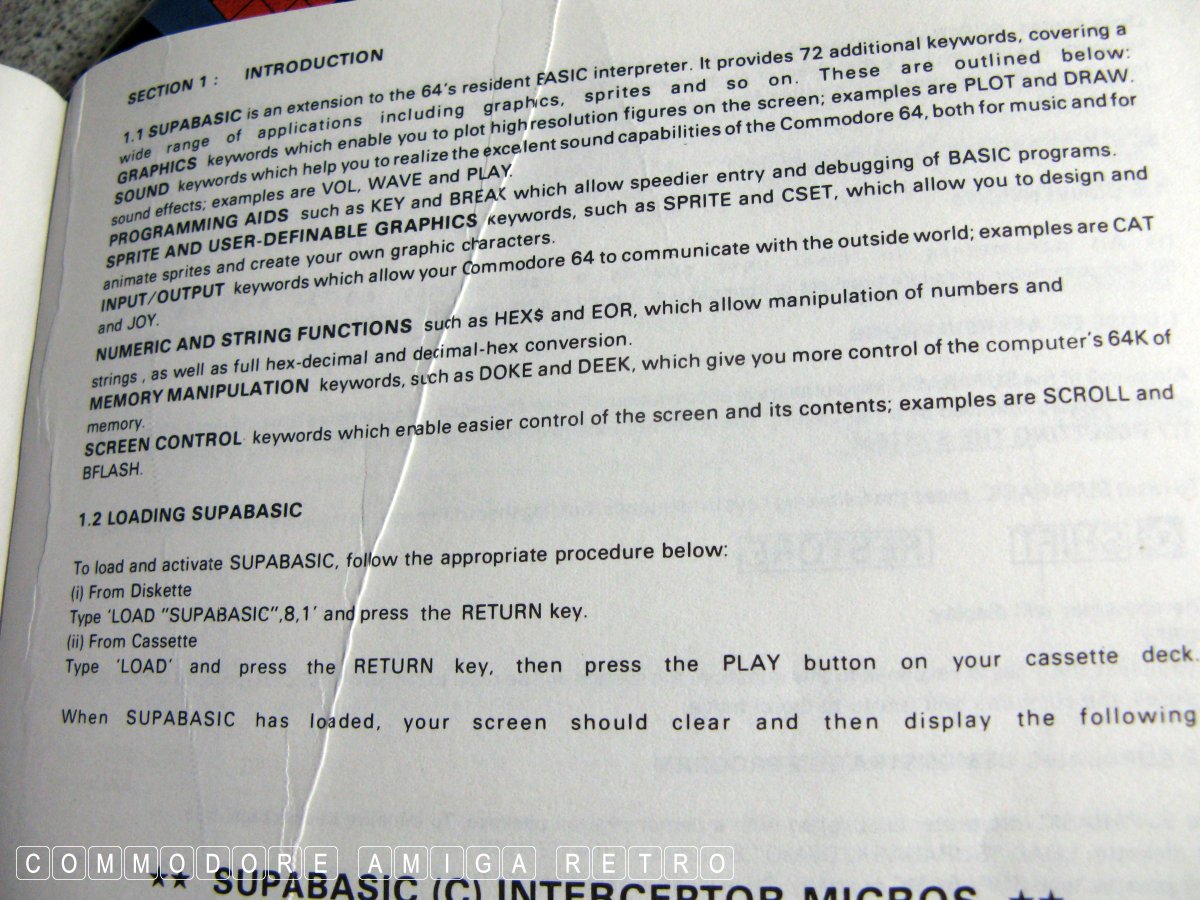 SECTION 1 : INTRODUCTION
1.1 SUPABASIC is an extension to the 64's resident BASIC interpreter. It provides 72 additional keywords, covering a
wide range of applications including graphics, sprites and so on. These are outlined below:
GRAPHICS keywords which enable you to plot high resolution figures on the screen; examples are PLOT and DRAW.
SOUND keywords which help you to realize the excelent sound capabilities of the Commodore 64, both for music and for
sound effects; examples are VOL, WAVE and PLAY.
PROGRAMMING AIDS such as KEY and BREAK which allow speedier entry and debugging of BASIC programs.
SPRITE AND USER-DEFINABLE GRAPHICS keywords, such as SPRITE and CSET, which allow you to design and
animate sprites and create your own graphic characters.
INPUT/OUTPUT keywords which allow your Commodore 64 to communicate with the outside world; examples are CAT
and JOY.
NUMERIC AND STRING FUNCTIONS such as HEX$ and EOR, which allow manipulation of numbers and
strings , as well as full hex-decimal and decimal-hex conversion.
MEMORY MANIPULATION keywords, such as DOKE and DEEK, which give you more control of the computer's 64K of
memory.
SCREEN CONTROL keywords which enable easier control of the screen and its contents; examples are SCROLL and
BFLASH.
1.2 LOADING SUPABASIC
To load and activate SUPABASIC, follow the appropriate procedure below:
(i) From Diskette
Type 'LOAD "SUPABASIC",8,1' and press the RETURN key.
(ii) From Cassette
Type 'LOAD' and press the RETURN key, then press the PLAY button on your cassette deck.
When SUPABASIC has loaded, your screen should clear and then display the following
COMMODORE AMIGA RETRO
★★ SUPABASIC (C) INTERCEPTOR MICROS ★★